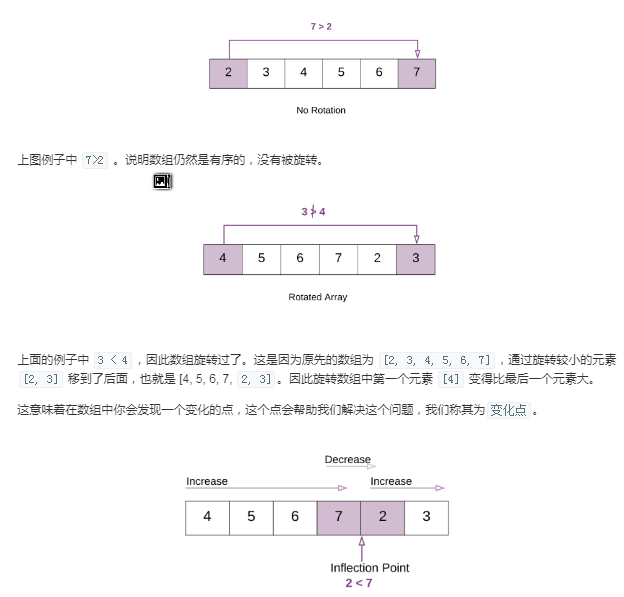 7 > 2
2 3 4 5 6 7
No Rotation
上图例子中 7>2 。说明数组仍然是有序的，没有被旋转。
3 ≯ 4
4 5 6 7 2 3
Rotated Array
上面的例子中 3 < 4 ，因此数组旋转过了。这是因为原先的数组为 [2, 3, 4, 5, 6, 7] ，通过旋转较小的元素
[2, 3] 移到了后面，也就是 [4, 5, 6, 7, 2, 3] 。因此旋转数组中第一个元素 [4] 变得比最后一个元素大。
这意味着在数组中你会发现一个变化的点，这个点会帮助我们解决这个问题，我们称其为 变化点 。
Decrease
Increase Increase
4 5 6 7 2 3
Inflection Point
2 < 7